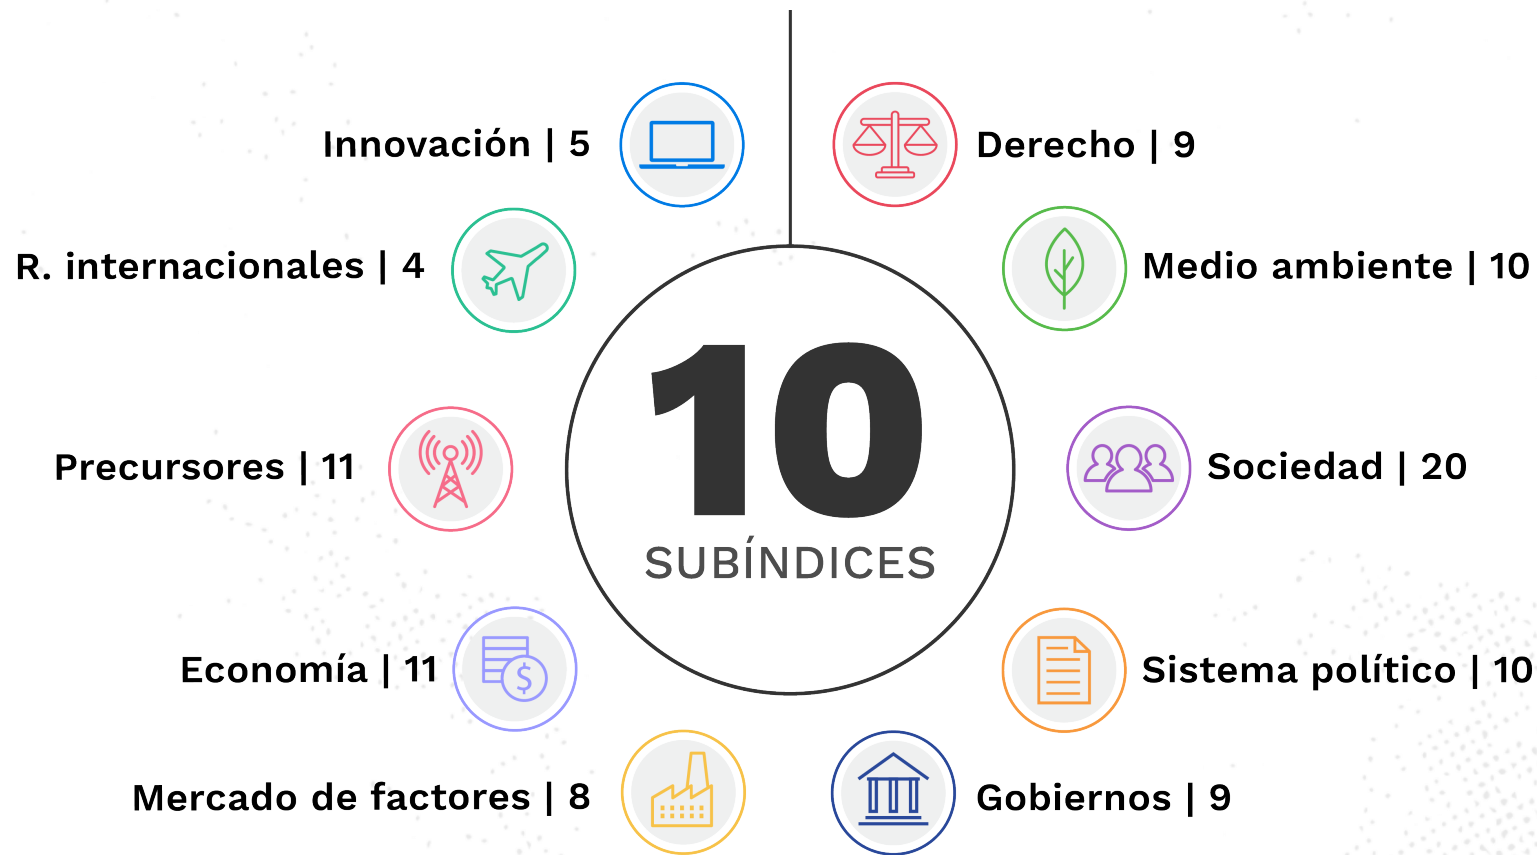 Innovación | 5
Derecho | 9
R. internacionales | 4
Medio ambiente | 10
10
SUBÍNDICES
Precursores | 11
Sociedad | 20
Economía | 11
$
Sistema político | 10
Mercado de factores | 8
Gobiernos | 9